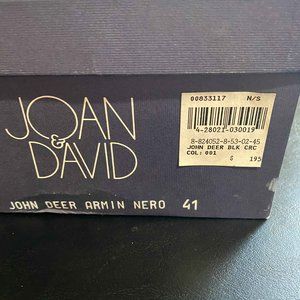 JOAN
&
DAVID
00833117 N/S
4-28021-030019
8-824052-8-53-02-45
JOHN DEER BLK CRC
COL: 001
$ 195
JOHN DEER ARMIN NERO 41